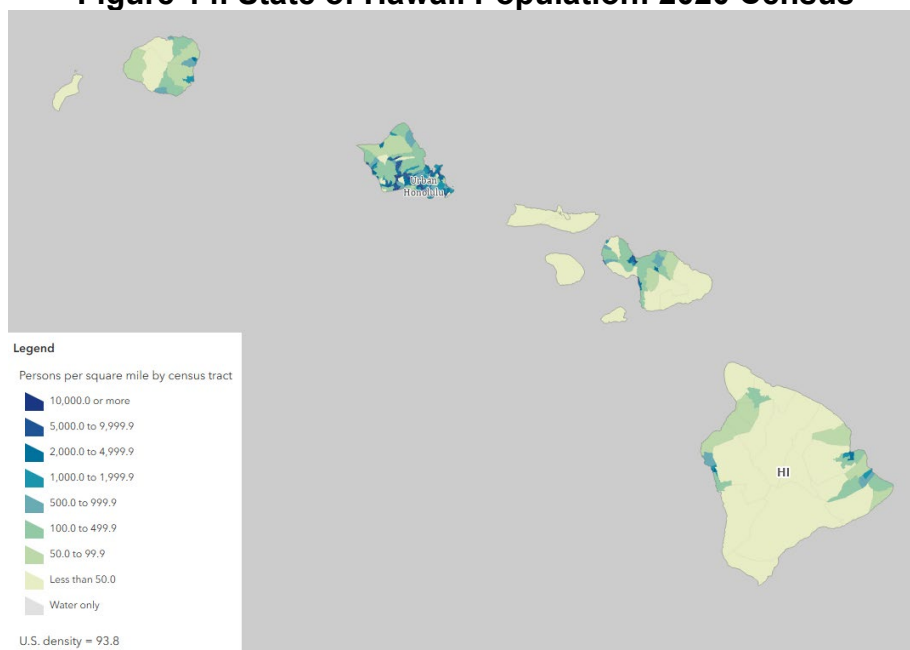 State of Hawaii Population: 2020 Census
Urban
Honolulu
HI
Legend
Persons per square mile by census tract
10,000.0 or more
5,000.0 to 9,999.9
2,000.0 to 4,999.9
1,000.0 to 1,999.9
500.0 to 999.9
100.0 to 499.9
50.0 to 99.9
Less than 50.0
Water only
U.S. density = 93.8